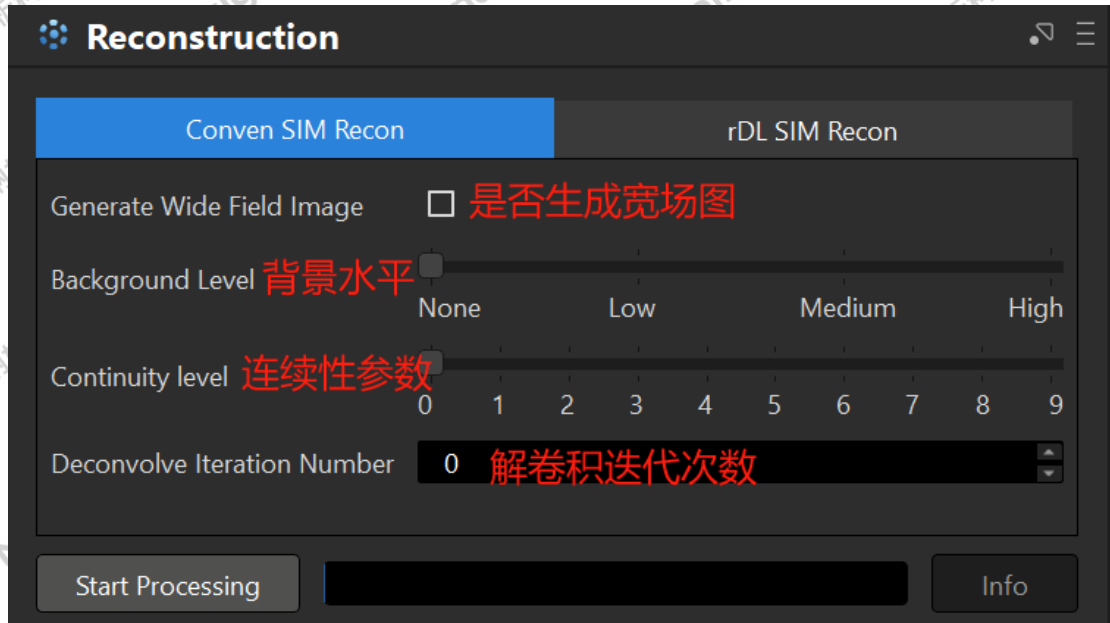 Reconstruction
Conven SIM Recon
rDL SIM Recon
Generate Wide Field Image 是否生成宽场图
Background Level 背景水平
None Low Medium High
Continuity level 连续性参数
0 1 2 3 4 5 6 7 8 9
Deconvolve Iteration Number 0 解卷积迭代次数
Start Processing
Info